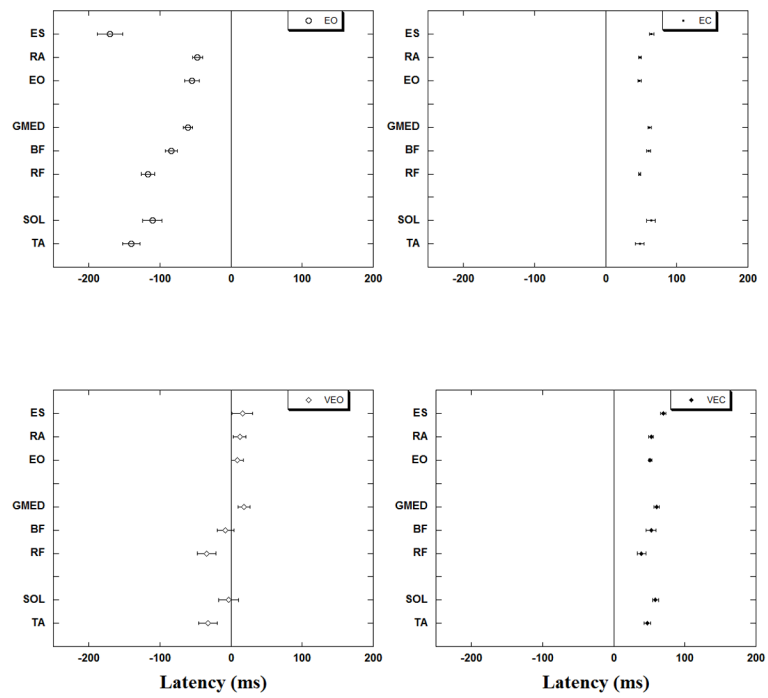 EO
ES
RA
EO
GMED
BF
RF
SOL
TA
-200 -100 0 100 200
EC
ES
RA
EO
GMED
BF
RF
SOL
TA
-200 -100 0 100 200
VEO
ES
RA
EO
GMED
BF
RF
SOL
TA
-200 -100 0 100 200
Latency (ms)
VEC
ES
RA
EO
GMED
BF
RF
SOL
TA
-200 -100 0 100 200
Latency (ms)